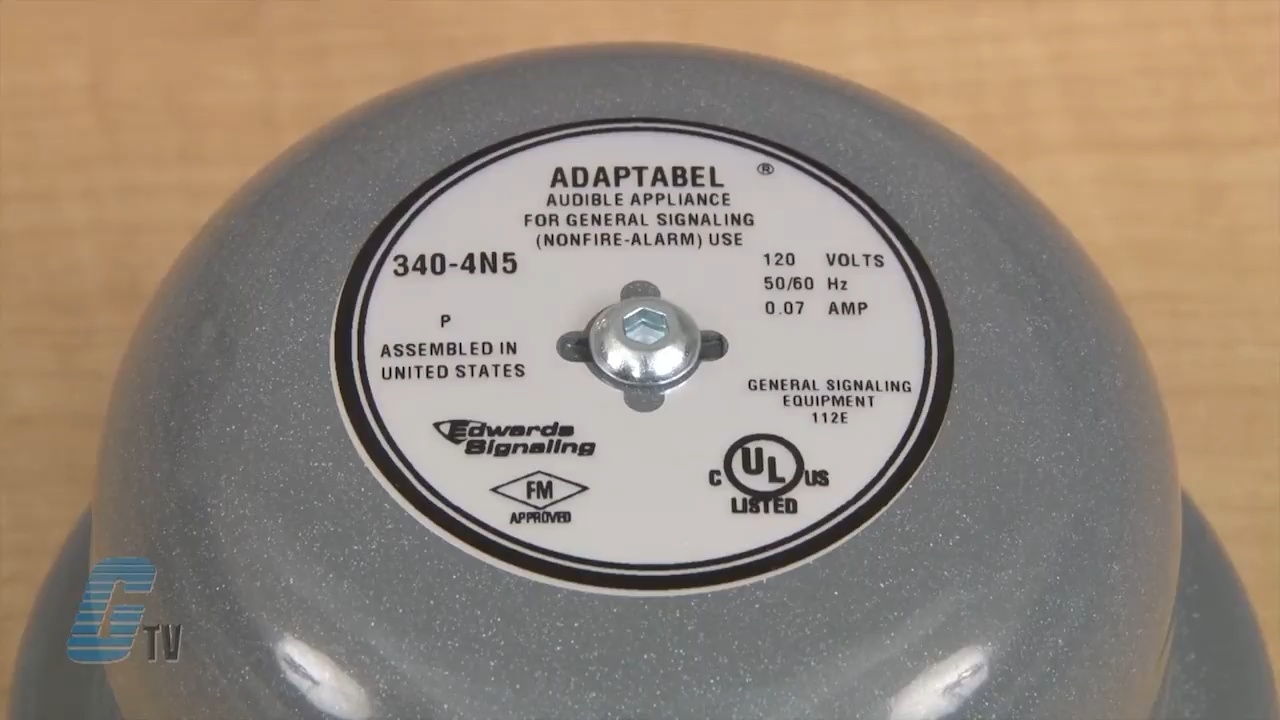 ADAPTABEL ®
AUDIBLE APPLIANCE
FOR GENERAL SIGNALING
(NONFIRE-ALARM) USE
340-4N5
120 VOLTS
50/60 Hz
0.07 AMP
P
ASSEMBLED IN
UNITED STATES
GENERAL SIGNALING
EQUIPMENT
112E
Edwards
Signaling
FM
APPROVED
C UL US
LISTED
G TV